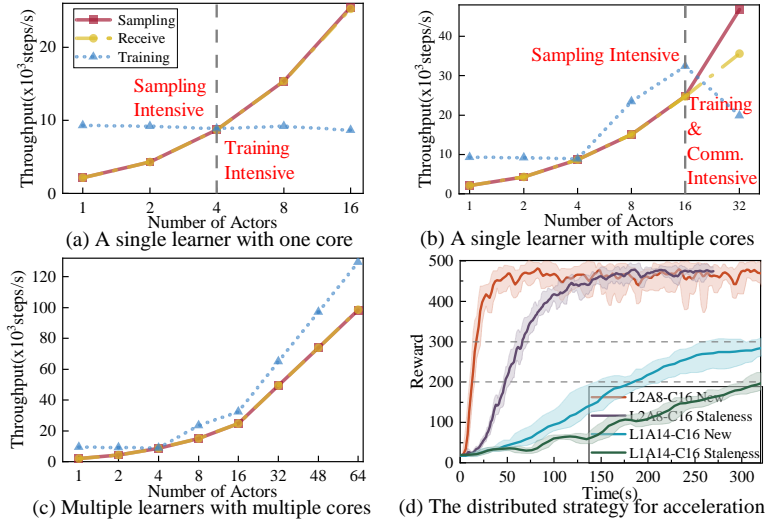 Throughput(x10³steps/s)
20
10
0
Sampling
Receive
Training
Sampling
Intensive
Training
Intensive
1 2 4 8 16
Number of Actors
(a) A single learner with one core
Throughput(x10³steps/s)
40
30
20
10
0
Sampling Intensive
Training
&
Comm.
Intensive
1 2 4 8 16 32
Number of Actors
(b) A single learner with multiple cores
Throughput(x10³steps/s)
120
100
80
60
40
20
0
1 2 4 8 16 32 48 64
Number of Actors
(c) Multiple learners with multiple cores
Reward
500
400
300
200
100
0
L2A8-C16 New
L2A8-C16 Staleness
L1A14-C16 New
L1A14-C16 Staleness
0 50 100 150 200 250 300
Time(s)
(d) The distributed strategy for acceleration